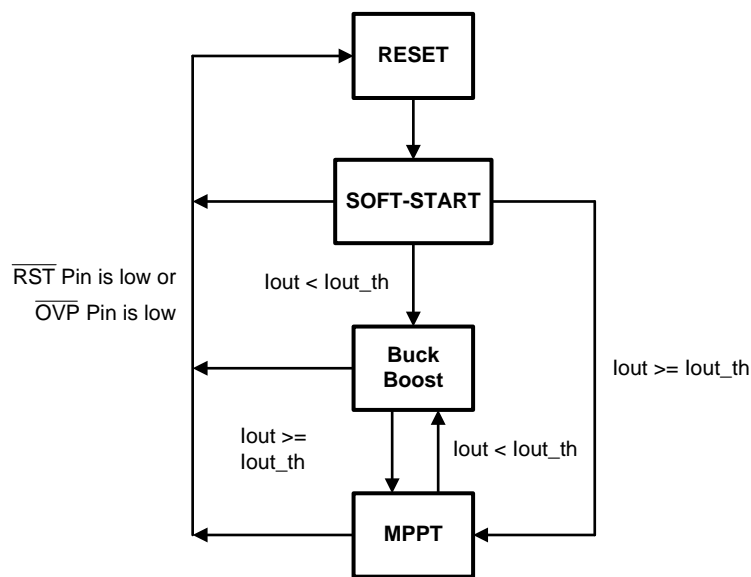 RESET
SOFT-START
RST Pin is low or
OVP Pin is low
Iout < Iout_th
Buck
Boost
Iout >= Iout_th
Iout >=
Iout_th
Iout < Iout_th
MPPT